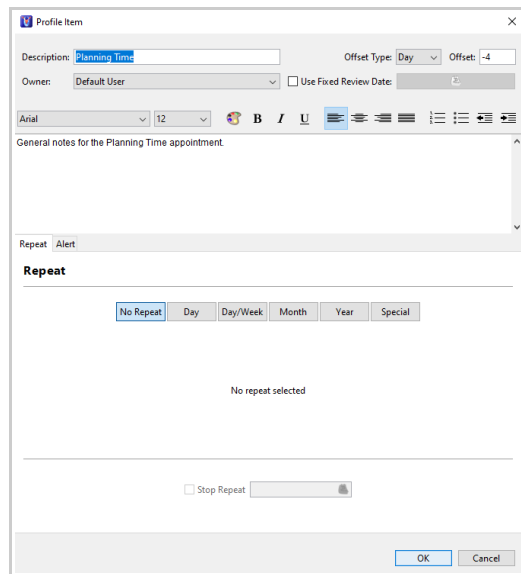 Profile Item
Description: Planning Time Offset Type: Day Offset: -4
Owner: Default User Use Fixed Review Date:
Arial 12 B I U
General notes for the Planning Time appointment.
Repeat Alert
Repeat
No Repeat Day Day/Week Month Year Special
No repeat selected
Stop Repeat
OK Cancel